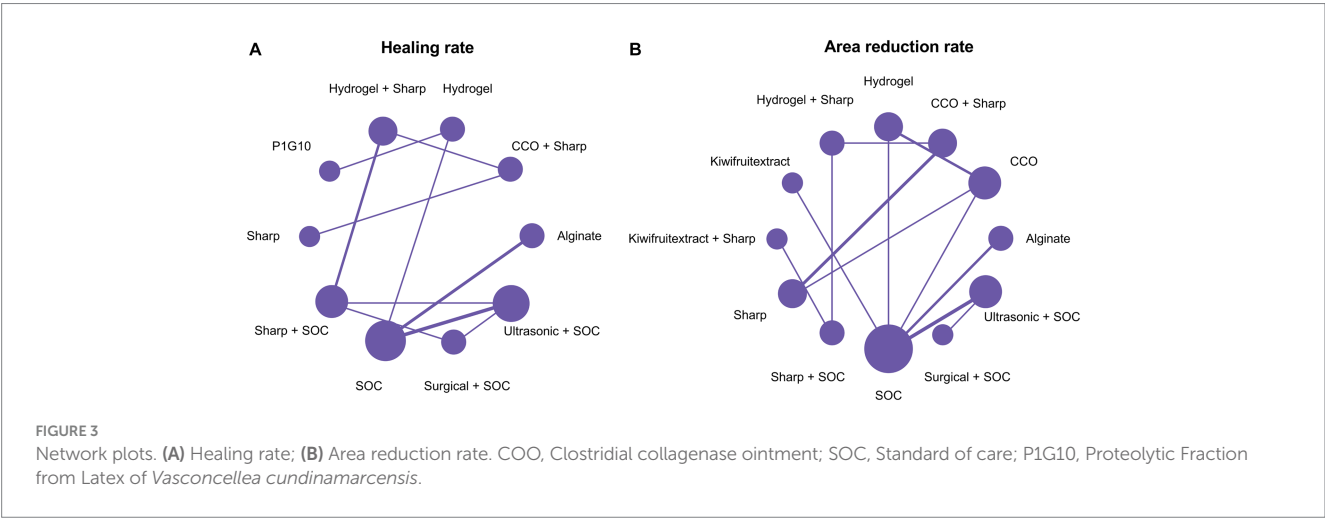 A
Healing rate
Hydrogel + Sharp
Hydrogel
P1G10
CCO + Sharp
Sharp
Alginate
Sharp + SOC
Ultrasonic + SOC
SOC
Surgical + SOC
B
Area reduction rate
Hydrogel
Hydrogel + Sharp
CCO + Sharp
Kiwifruitextract
CCO
Kiwifruitextract + Sharp
Alginate
Sharp
Ultrasonic + SOC
Sharp + SOC
Surgical + SOC
SOC
FIGURE 3
Network plots. (A) Healing rate; (B) Area reduction rate. COO, Clostridial collagenase ointment; SOC, Standard of care; P1G10, Proteolytic Fraction
from Latex of Vasconcellea cundinamarcensis.